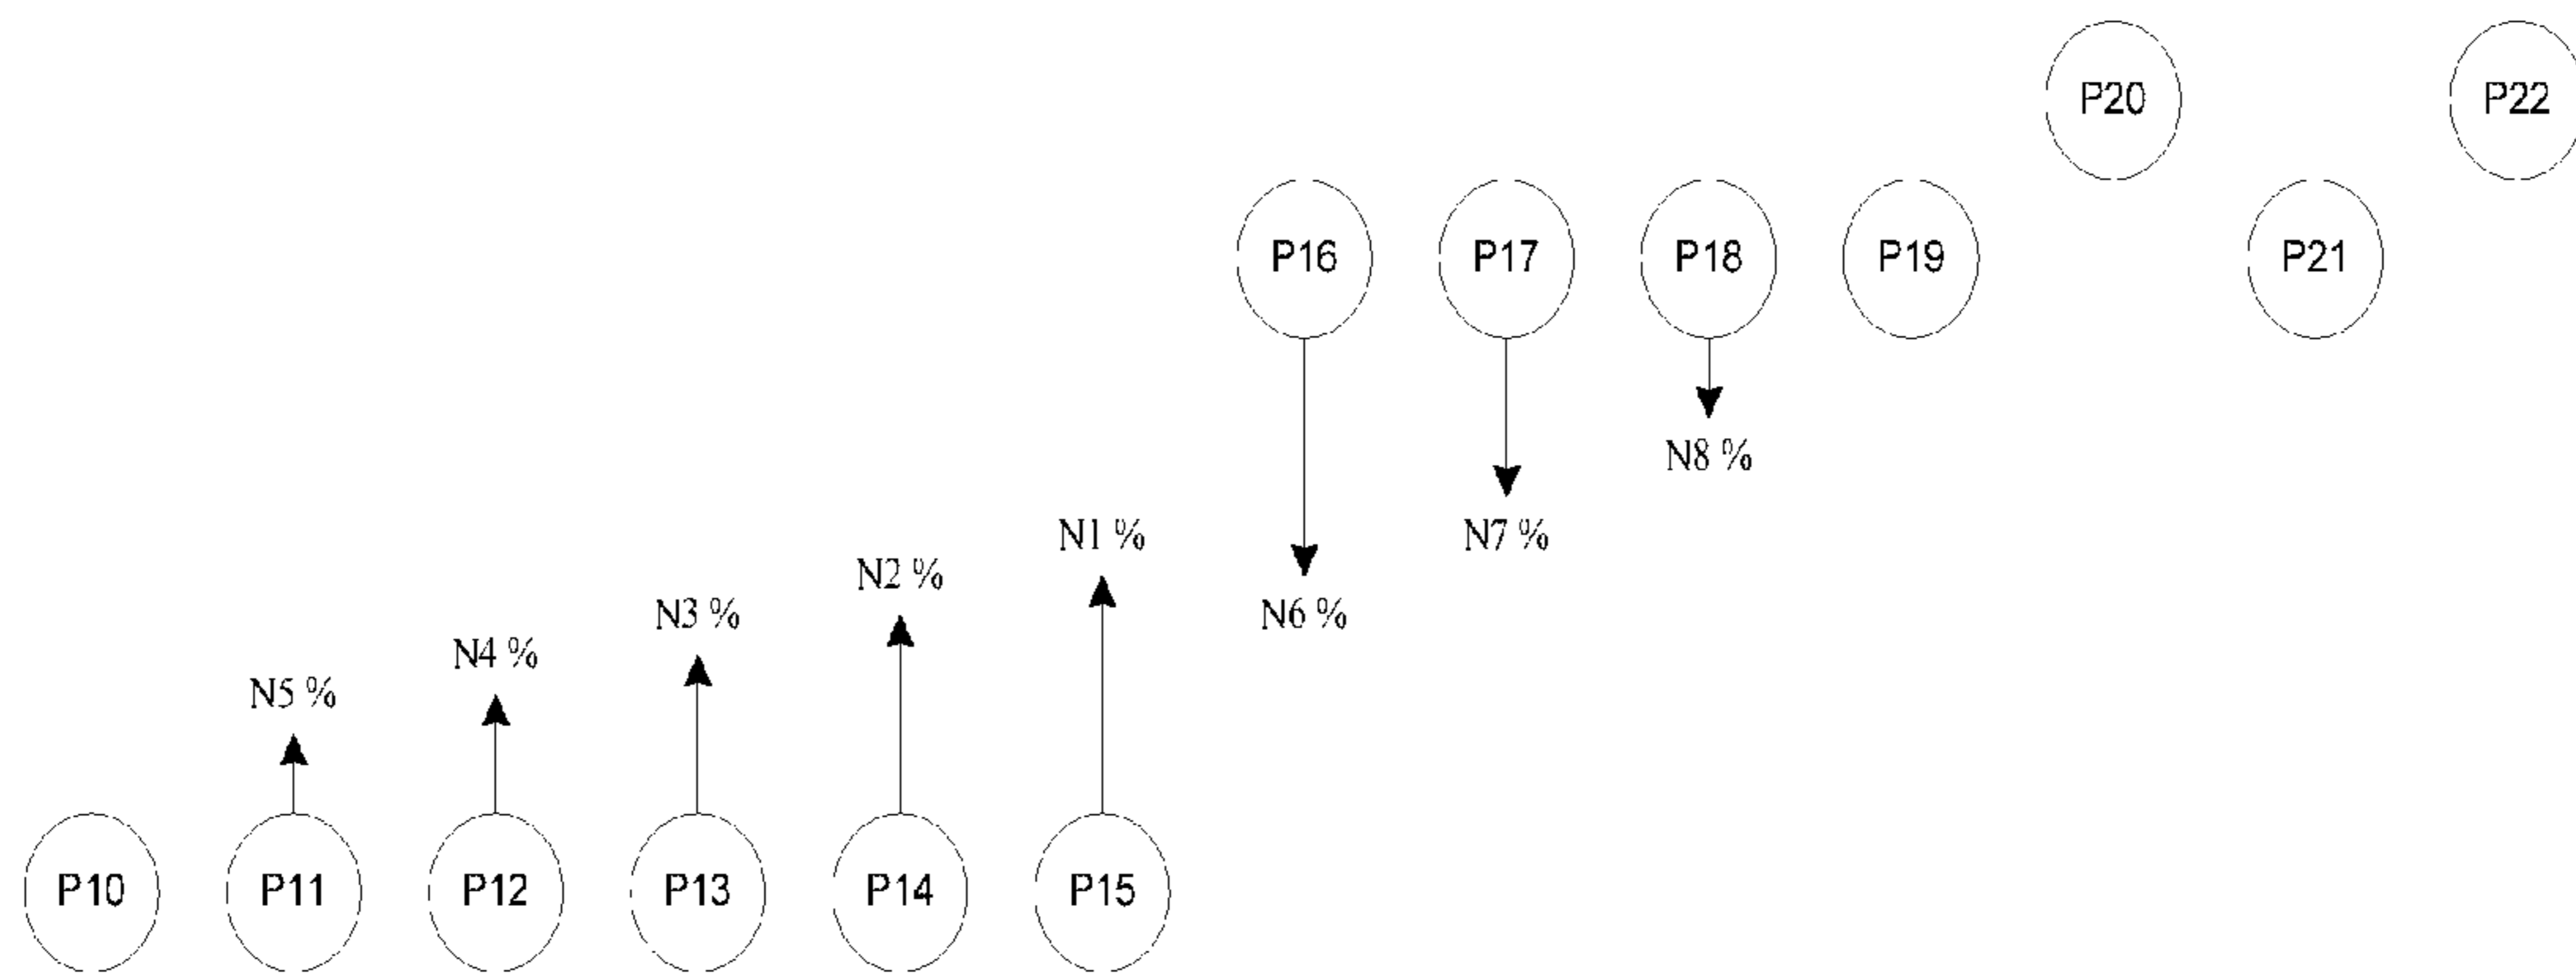 P20 P22
P16 P17 P18 P19 P21
N8 %
N1 % N7 %
N2 %
N3 % N6 %
N4 %
N5 %
P10 P11 P12 P13 P14 P15